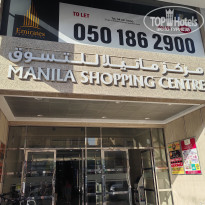 TO LET
050 186 2900
Emirates
TOP HOTELS
مركز مانيلا للتسوق
MANILA SHOPPING CENTRE